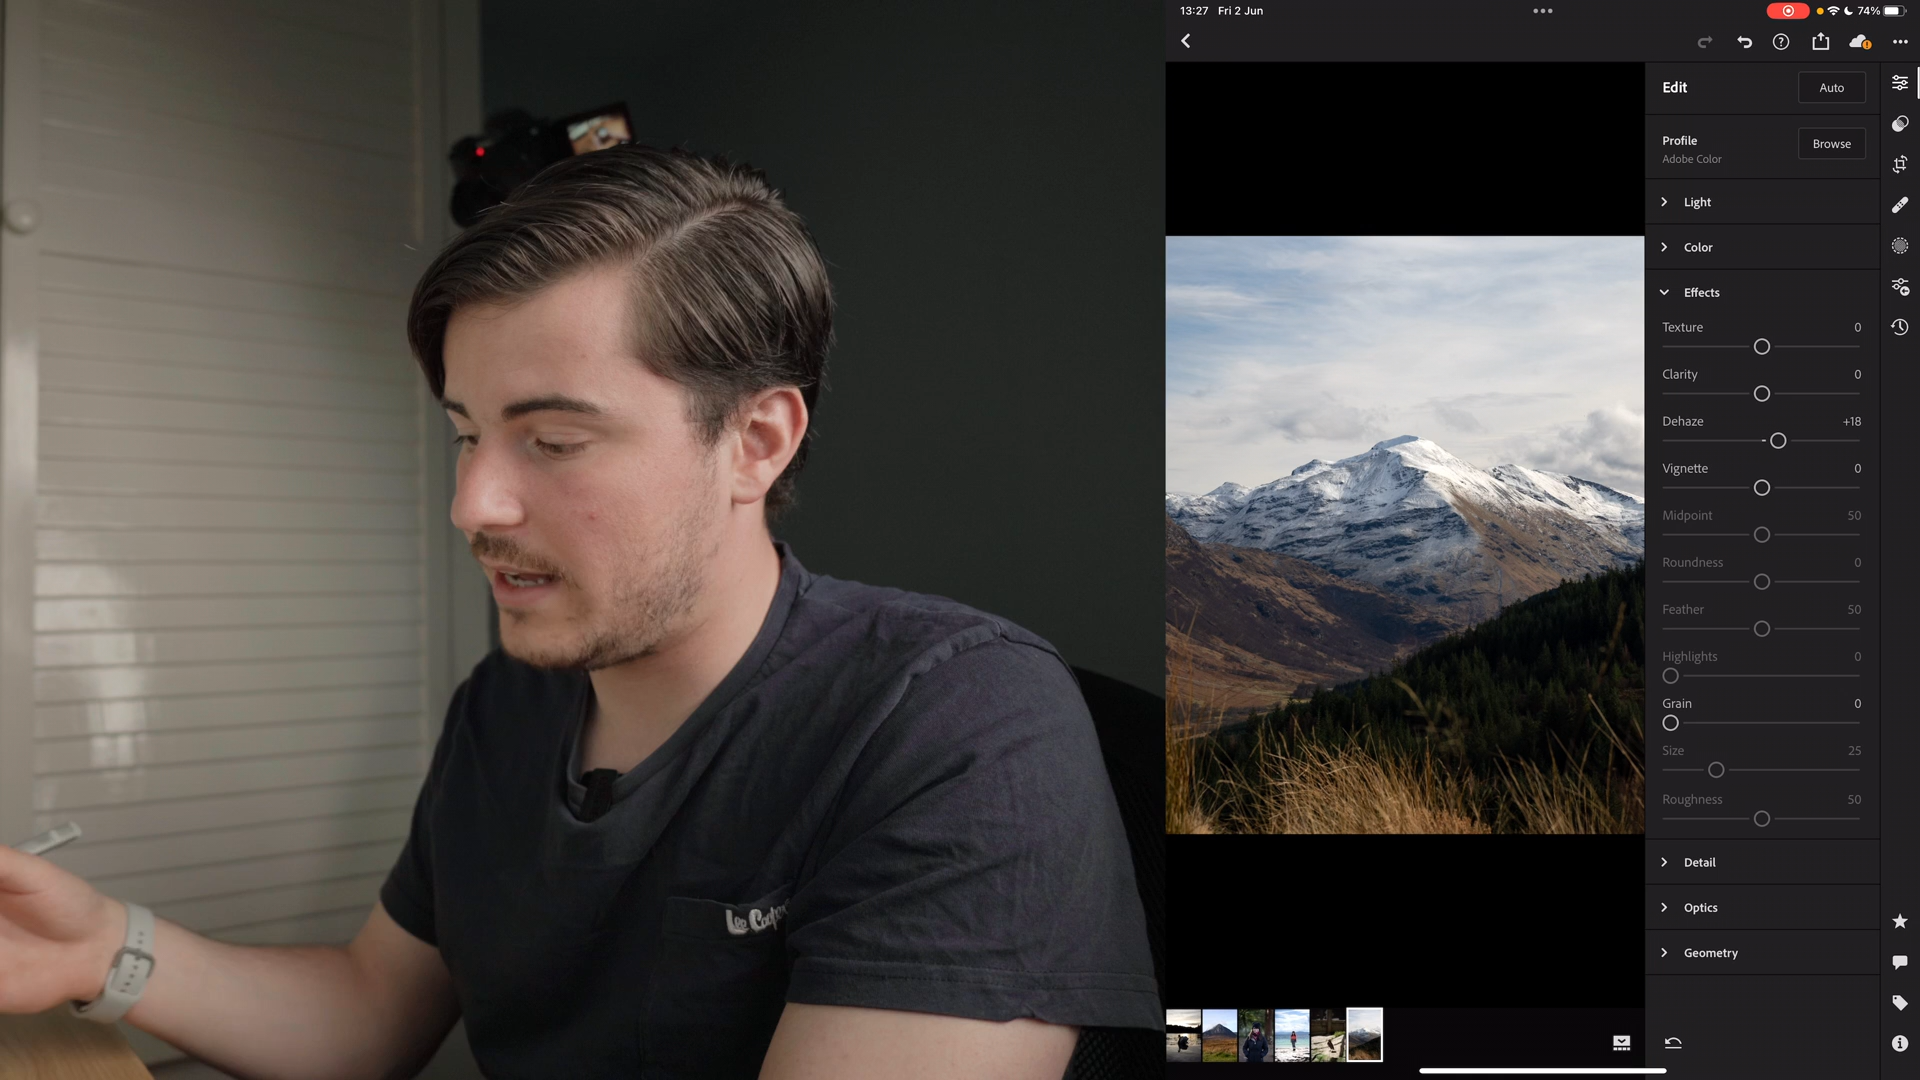 13:27 Fri 2 Jun
74%
Edit
Auto
Profile
Adobe Color
Browse
Light
Color
Effects
Texture 0
Clarity 0
Dehaze +18
Vignette 0
Midpoint 50
Roundness 0
Feather 50
Highlights 0
Grain 0
Size 25
Roughness 50
Detail
Optics
Geometry
Lee Cooper